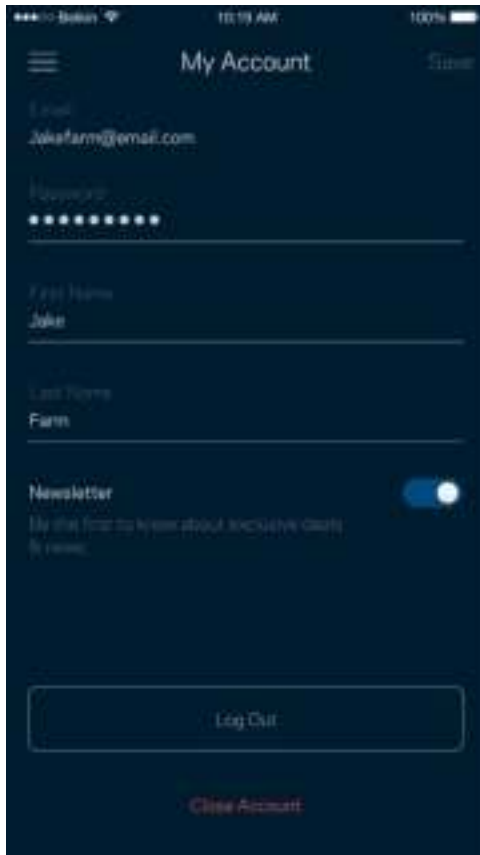 Belkin 10:19 AM 100%
My Account Save
Email
Jakefarm@email.com
Password
First Name
Jake
Last Name
Farm
Newsletter
Be the first to know about exclusive deals
& news.
Log Out
Close Account